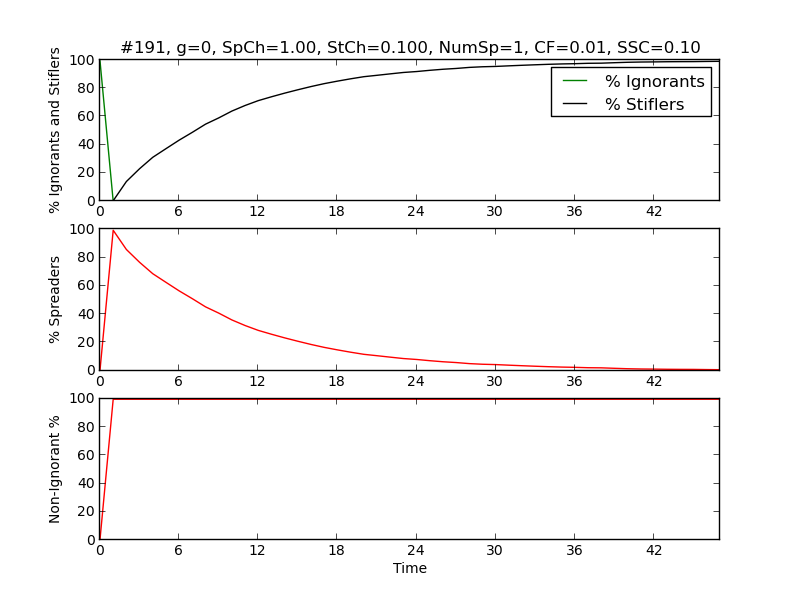 #191, g=0, SpCh=1.00, StCh=0.100, NumSp=1, CF=0.01, SSC=0.10
% Ignorants and Stiflers
100
80
60
40
20
0
% Ignorants
% Stiflers
0 6 12 18 24 30 36 42
% Spreaders
100
80
60
40
20
0
0 6 12 18 24 30 36 42
Non-Ignorant %
100
80
60
40
20
0
0 6 12 18 24 30 36 42
Time